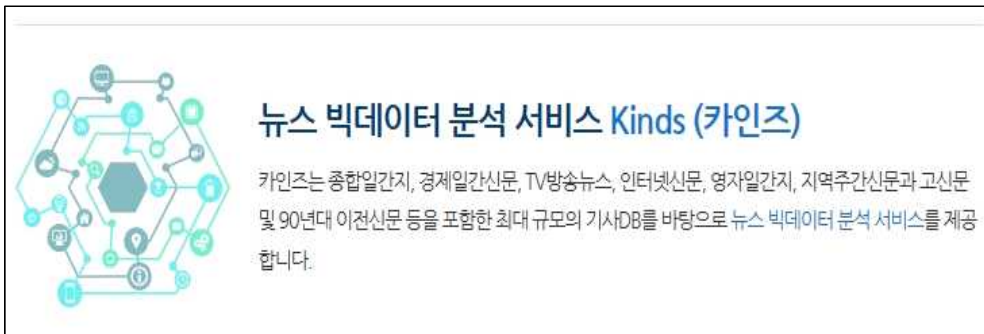 뉴스 빅데이터 분석 서비스 Kinds (카인즈)
카인즈는 종합일간지, 경제일간신문, TV방송뉴스, 인터넷신문, 영자일간지, 지역주간신문과 고신문
및 90년대 이전신문 등을 포함한 최대 규모의 기사DB를 바탕으로 뉴스 빅데이터 분석 서비스를 제공
합니다.